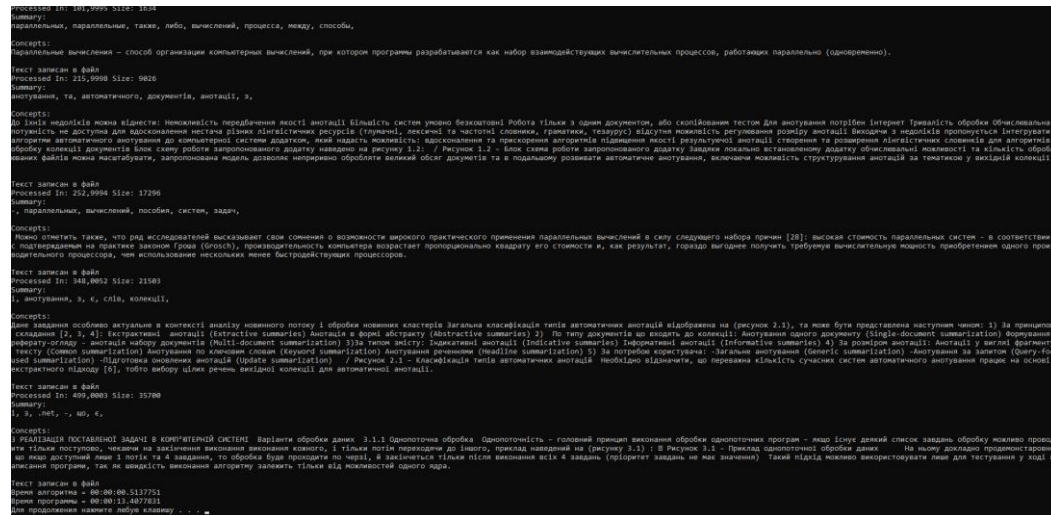 Processed In: 101,9995 Size: 1634
Summary:
параллельных, параллельные, также, либо, вычислений, процесса, между, способы,
Concepts:
Параллельные вычисления — способ организации компьютерных вычислений, при котором программы разрабатываются как набор взаимодействующих вычислительных процессов, работающих параллельно (одновременно).
Текст записан в файл
Processed In: 215,9998 Size: 9026
Summary:
анотування, та, автоматичного, документів, анотації, з,
Concepts:
До їхніх недоліків можна віднести: Неможливість передбачення якості анотації Більшість систем умовно безкоштовні Робота тільки з одним документом, або скопійованим тестом Для анотування потрібен інтернет Тривалість обробки Обчислювальна
потужність не доступна для вдосконалення нестача різних лінгвістичних ресурсів (тлумачні, лексичні та частотні словники, граматики, тезаурус) відсутня можливість регулювання розміру анотації Виходячи з недоліків пропонується інтегрувати
алгоритми автоматичного анотування до компьютерної системи додатком, який надасть можливість: вдосконалення та прискорення алгоритмів підвищення якості результуючої анотації створення та розширення лінгвістичних словників для алгоритмів
обробку колекції документів Блок схему роботи запропонованого додатку наведено на рисунку 1.2: / Рисунок 1.2 – Блок схема роботи запропонованого додатку Завдяки локально встановленому додатку обчислювальні можливості та кількість оброб
ованих файлів можна масштабувати, запропонована модель дозволяє неприривно обробляти великий обсяг документів та в подальшому розвивати автоматичне анотування, включаючи можливість структурування анотацій за тематикою у вихідній колекції
Текст записан в файл
Processed In: 252,9994 Size: 17296
Summary:
-, параллельных, вычислений, пособия, систем, задач,
Concepts:
Можно отметить также, что ряд исследователей высказывают свои сомнения о возможности широкого практического применения параллельных вычислений в силу следующего набора причин [28]: высокая стоимость параллельных систем - в соответствии
с подтверждаемым на практике законом Гроша (Grosch), производительность компьютера возрастает пропорционально квадрату его стоимости и, как результат, гораздо выгоднее получить требуемую вычислительную мощность приобретением одного прои
водительного процессора, чем использование нескольких менее быстродействующих процессоров.
Текст записан в файл
Processed In: 348,0052 Size: 21503
Summary:
і, анотування, з, є, слів, колекції,
Concepts:
Дане завдання особливо актуальне в контексті аналізу новинного потоку і обробки новинних кластерів Загальна класифікація типів автоматичних анотацій відображена на (рисунок 2.1), та може бути представлена наступним чином: 1) За принципо
складання [2, 3, 4]: Екстрактивні анотації (Extractive summaries) Анотація в формі абстракту (Abstractive summaries) 2) По типу документів що входять до колекції: Анотування одного документу (Single-document summarization) Формування
реферату-огляду – анотація набору документів (Multi-document summarization) 3)За типом змісту: Індикативні анотації (Indicative summaries) Інформативні анотації (Informative summaries) 4) За розміром анотації: Анотації у виглі фрагмент
тексту (Common summarization) Анотування по ключовим словам (Keyword summarization) Анотування реченнями (Headline summarization) 5) За потребою користувача: -Загальне анотування (Generic summarization) -Анотування за запитом (Query-fo
used summarization) -Підготовка оновлених анотацій (Update summarization) / Рисунок 2.1 – Класифікація типів автоматичних анотацій Необхідно відзначити, що переважна кількість сучасних систем автоматичного анотування працює на основі
екстрактного підходу [6], тобто вибору цілих речень вихідної колекції для автоматичної анотації.
Текст записан в файл
Processed In: 499,0003 Size: 35700
Summary:
і, з, .net, -, що, є,
Concepts:
3 РЕАЛІЗАЦІЯ ПОСТАВЛЕНОЇ ЗАДАЧІ В КОМП'ЮТЕРНІЙ СИСТЕМІ Варіанти обробки даних 3.1.1 Однопоточна обробка Однопоточність – головний принцип виконання обробки однопоточних програм - якщо існує деякий список завдань обробку можливо провод
яти тільки поступово, чекаючи на закінчення виконання виконання кожного, і тільки потім переходячи до іншого, приклад наведений на (рисунку 3.1) : В Рисунок 3.1 – Приклад однопоточної обробки даних На ньому докладно продемонстровн
що якщо доступний лише 1 потік та 4 завдання, то обробка буде проходити по черзі, й закінчеться тільки після виконання всіх 4 завдань (пріоритет завдань не має значення) Такий підхід можливо використовувати лише для тестування у ході
аписання програми, так як швидкість виконання алгоритму залежить тільки від можливостей одного ядра.
Текст записан в файл
Время алгоритма = 00:00:00.5137751
Время программы = 00:00:13.4077831
Для продолжения нажмите любую клавишу . . .